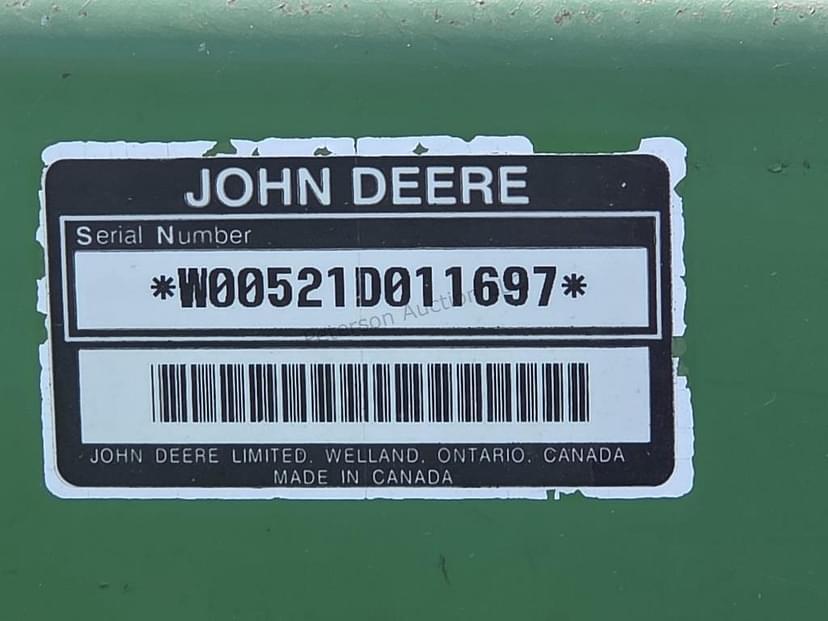 JOHN DEERE
Serial Number
*W00521D011697*
Peterson Auction
JOHN DEERE LIMITED. WELLAND. ONTARIO. CANADA
MADE IN CANADA